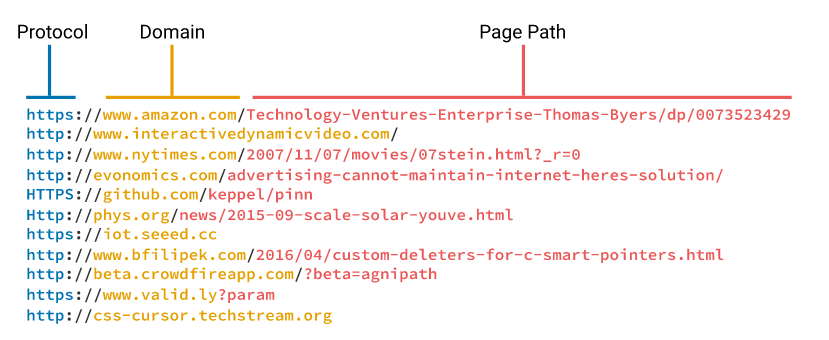 Protocol Domain Page Path
https://www.amazon.com/Technology-Ventures-Enterprise-Thomas-Byers/dp/0073523429
http://www.interactivedynamicvideo.com/
http://www.nytimes.com/2007/11/07/movies/07stein.html?_r=0
http://evonomics.com/advertising-cannot-maintain-internet-heres-solution/
HTTPS://github.com/keppel/pinn
Http://phys.org/news/2015-09-scale-solar-youve.html
https://iot.seeed.cc
http://www.bfilipek.com/2016/04/custom-deleters-for-c-smart-pointers.html
http://beta.crowdfireapp.com/?beta=agnipath
https://www.valid.ly?param
http://css-cursor.techstream.org